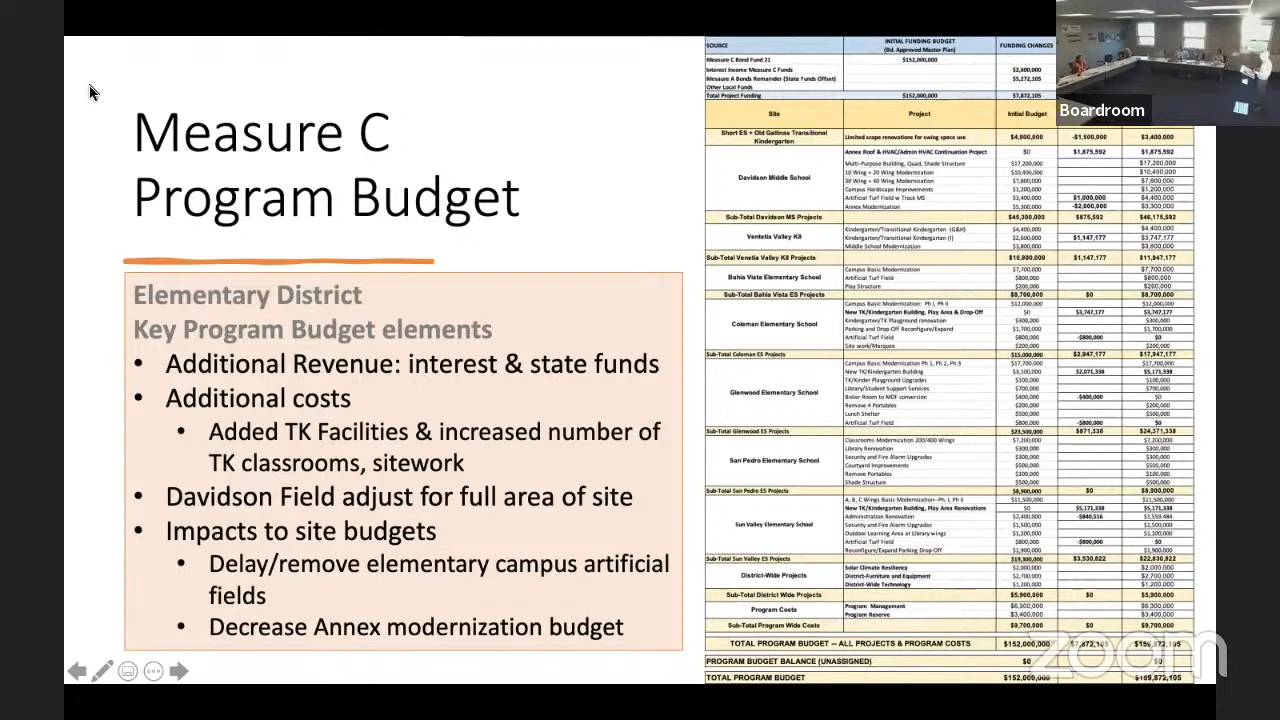 Measure C
Program Budget
Elementary District
Key Program Budget elements
• Additional Revenue: interest & state funds
• Additional costs
• Added TK Facilities & increased number of
TK classrooms, sitework
• Davidson Field adjust for full area of site
• Impacts to site budgets
• Delay/remove elementary campus artificial
fields
• Decrease Annex modernization budget
SOURCE INITIAL FUNDING BUDGET (Bd. Approved Master Plan) FUNDING CHANGES
Measure C Bond Fund 21 $152,000,000
Interest Income Measure C Funds $2,600,000
Mesaure A Bonds Remainder (State Funds Offset) $5,272,105
Other Local Funds
Total Project Funding $152,000,000 $7,872,105
Site Project Initial Budget
Short ES + Old Gallinas Transitional Kindergarten Limited scope renovations for swing space use $4,900,000 -$1,500,000 $3,400,000
Davidson Middle School
Annex Roof & HVAC/Admin HVAC Continuation Project $0 $1,875,592 $1,875,592
Multi-Purpose Building, Quad, Shade Structure $17,200,000 $17,200,000
10 Wing + 20 Wing Modernization $10,400,000 $10,400,000
30 Wing + 40 Wing Modernization $7,800,000 $7,800,000
Campus Hardscape Improvements $1,200,000 $1,200,000
Artificial Turf Field w Track MS $3,400,000 $1,000,000 $4,400,000
Annex Modernization $5,300,000 -$2,000,000 $3,300,000
Sub-Total Davidson MS Projects $45,300,000 $875,592 $46,175,592
Venetia Valley K8
Kindergarten/Transitional Kindergarten (G&H) $4,400,000 $4,400,000
Kindergarten/Transitional Kindergarten (I) $2,600,000 $1,147,177 $3,747,177
Middle School Modernization $3,800,000 $3,800,000
Sub-Total Venetia Valley K8 Projects $10,800,000 $1,147,177 $11,947,177
Bahia Vista Elementary School
Campus Basic Modernization $7,700,000 $7,700,000
Artificial Turf Field $800,000 $800,000
Play Structure $200,000 $200,000
Sub-Total Bahia Vista ES Projects $8,700,000 $0 $8,700,000
Coleman Elementary School
Campus Basic Modernization: Ph I, Ph II $12,000,000 $12,000,000
New TK/Kindergarten Building, Play Area & Drop-Off $0 $3,747,177 $3,747,177
Kindergarten/TK Playground renovation $300,000 $300,000
Parking and Drop-Off Reconfigure/Expand $1,700,000 $1,700,000
Artificial Turf Field $800,000 -$800,000 $0
Site work/Marquee $200,000 $200,000
Sub-Total Coleman ES Projects $15,000,000 $2,947,177 $17,947,177
Glenwood Elementary School
Campus Basic Modernization Ph 1, Ph 2, Ph 3 $17,700,000 $17,700,000
New TK/Kindergarten Building $3,100,000 $2,071,338 $5,171,338
TK/Kinder Playground Upgrades $100,000 $100,000
Library/Student Support Services $700,000 $700,000
Boiler Room to MDF conversion $400,000 -$400,000 $0
Remove 4 Portables $200,000 $200,000
Lunch Shelter $500,000 $500,000
Artificial Turf Field $800,000 -$800,000 $0
Sub-Total Glenwood ES Projects $23,500,000 $871,338 $24,371,338
San Pedro Elementary School
Classrooms Modernization 200/400 Wings $7,200,000 $7,200,000
Library Renovation $300,000 $300,000
Security and Fire Alarm Upgrades $300,000 $300,000
Courtyard Improvements $500,000 $500,000
Remove Portables $100,000 $100,000
Shade Structure $500,000 $500,000
Sub-Total San Pedro ES Projects $8,900,000 $0 $8,900,000
Sun Valley Elementary School
A, B, C Wings Basic Modernization--Ph. I, Ph II $11,500,000 $11,500,000
New TK/Kindergarten Building, Play Area Renovations $0 $5,171,338 $5,171,338
Administration Renovation $2,400,000 -$840,516 $1,559,484
Security and Fire Alarm Upgrades $1,500,000 $1,500,000
Outdoor Learning Area at Library wings $1,200,000 $1,200,000
Artificial Turf Field $800,000 -$800,000 $0
Reconfigure/Expand Parking Drop-Off $1,900,000 $1,900,000
Sub-Total Sun Valley ES Projects $19,300,000 $3,530,822 $22,830,822
District-Wide Projects
Solar Climate Resiliency $2,000,000 $2,000,000
District-Furniture and Equipment $2,700,000 $2,700,000
District-Wide Technology $1,200,000 $1,200,000
Sub-Total District Wide Projects $5,900,000 $0 $5,900,000
Program Costs
Program Management $6,300,000 $6,300,000
Program Reserve $3,400,000 $3,400,000
Sub-Total Program Wide Costs $9,700,000 $0 $9,700,000
TOTAL PROGRAM BUDGET -- ALL PROJECTS & PROGRAM COSTS $152,000,000 $7,872,105 $159,872,105
PROGRAM BUDGET BALANCE (UNASSIGNED) $0 $0
TOTAL PROGRAM BUDGET $152,000,000 $159,872,105
Boardroom
zoom